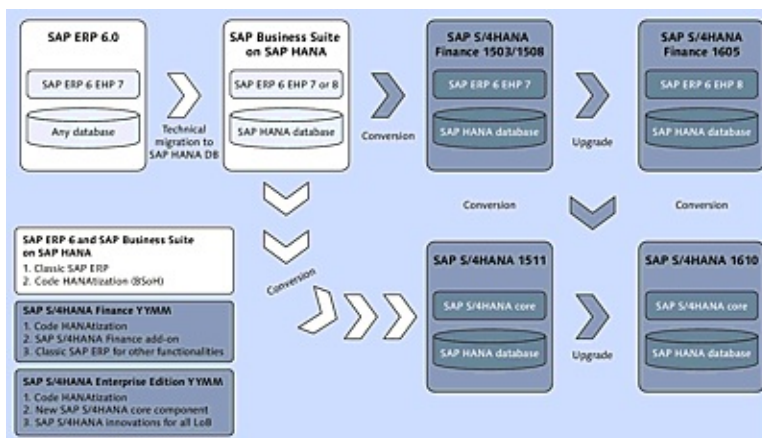 SAP ERP 6.0
SAP ERP 6 EHP 7
Any database
Technical
migration to
SAP HANA DB
SAP Business Suite
on SAP HANA
SAP ERP 6 EHP 7 or 8
SAP HANA database
Conversion
SAP S/4HANA
Finance 1503/1508
SAP ERP 6 EHP 7
SAP HANA database
Upgrade
SAP S/4HANA
Finance 1605
SAP ERP 6 EHP 8
SAP HANA database
Conversion
Conversion
Conversion
SAP S/4HANA 1511
SAP S/4HANA core
SAP HANA database
Upgrade
SAP S/4HANA 1610
SAP S/4HANA core
SAP HANA database
SAP ERP 6 and SAP Business Suite
on SAP HANA
1. Classic SAP ERP
2. Code HANAtization (BSoH)
SAP S/4HANA Finance YYMM
1. Code HANAtization
2. SAP S/4HANA Finance add-on
3. Classic SAP ERP for other functionalities
SAP S/4HANA Enterprise Edition YYMM
1. Code HANAtization
2. New SAP S/4HANA core component
3. SAP S/4HANA innovations for all LoB